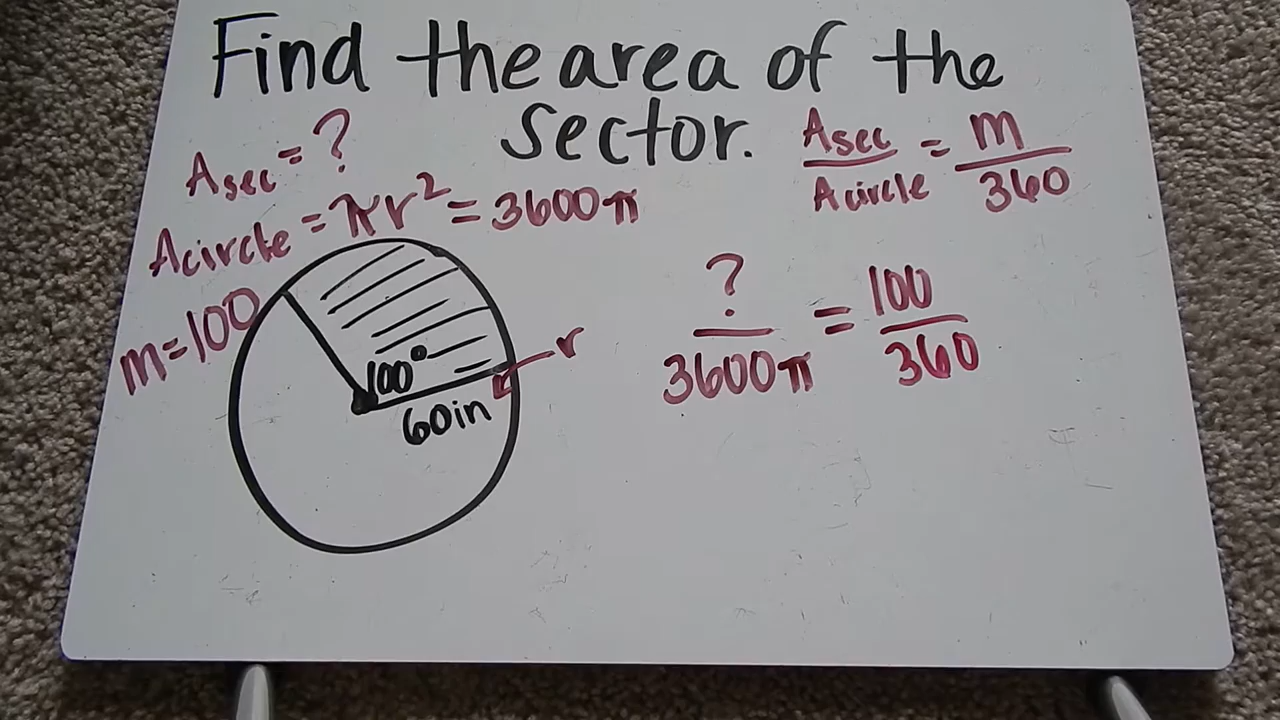 Find the area of the
sector.
Asec = ?
Acircle = πr² = 3600π
m = 100
Asec/Acircle = m/360
100°
60in
r
?/3600π = 100/360